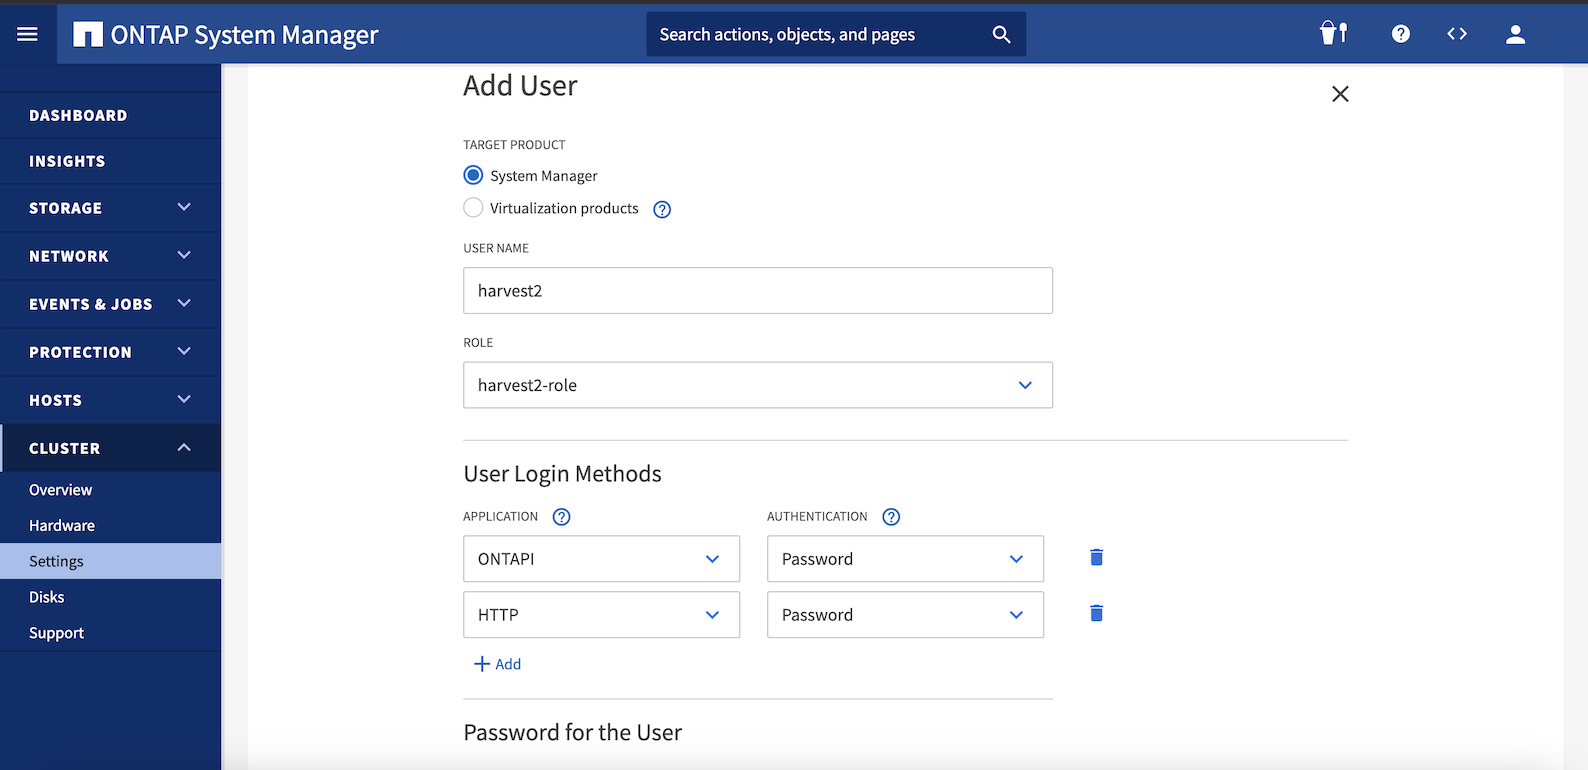 ONTAP System Manager
Search actions, objects, and pages
DASHBOARD
INSIGHTS
STORAGE
NETWORK
EVENTS & JOBS
PROTECTION
HOSTS
CLUSTER
Overview
Hardware
Settings
Disks
Support
Add User
TARGET PRODUCT
System Manager
Virtualization products
USER NAME
harvest2
ROLE
harvest2-role
User Login Methods
APPLICATION AUTHENTICATION
ONTAPI Password
HTTP Password
+ Add
Password for the User